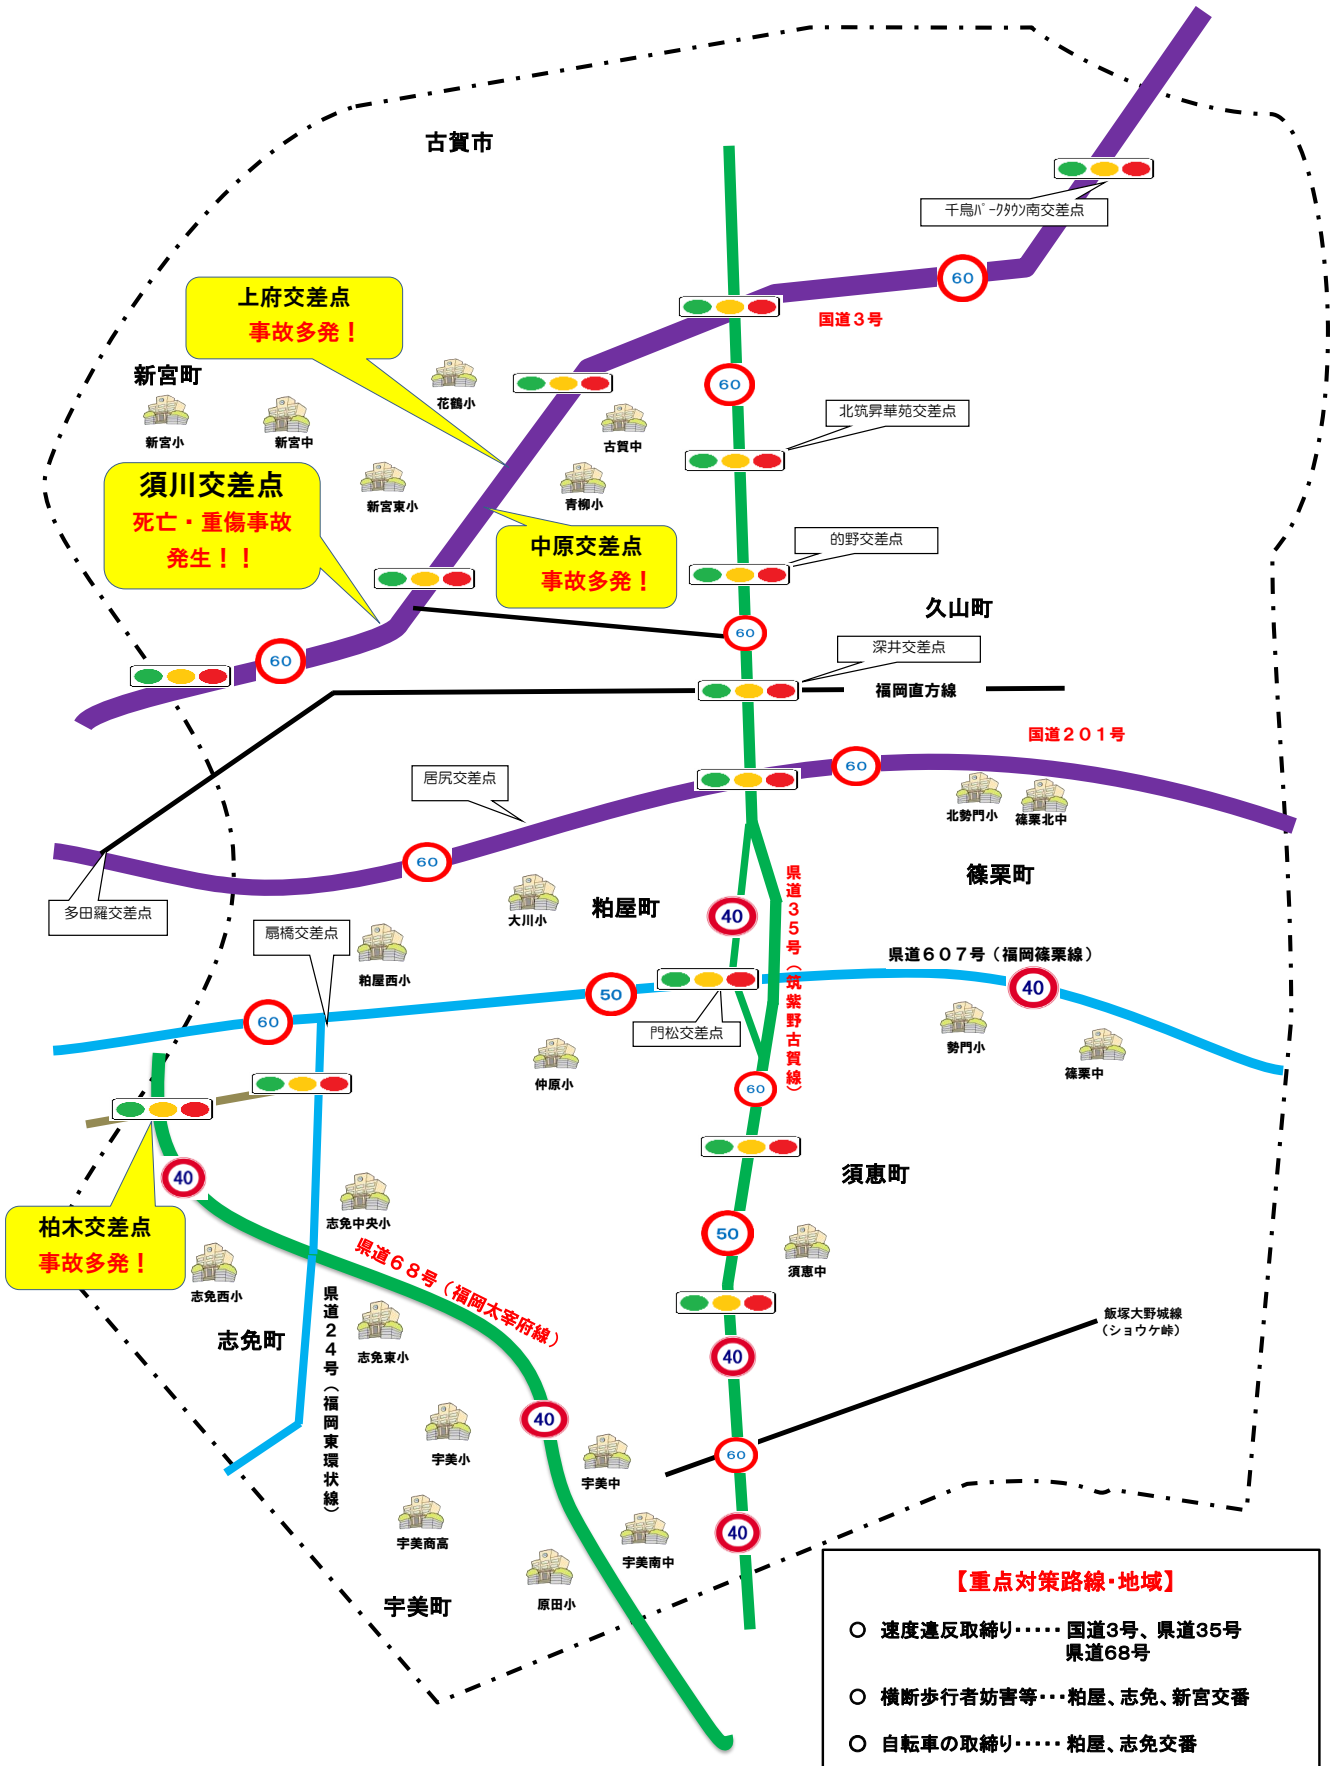 古賀市
千鳥ﾊﾟｰｸﾀｳﾝ南交差点
60
国道3号
上府交差点
事故多発！
新宮町
花鶴小
60
新宮小
新宮中
古賀中
北筑昇華苑交差点
須川交差点
死亡・重傷事故
発生！！
新宮東小
青柳小
中原交差点
事故多発！
的野交差点
久山町
60
60
深井交差点
福岡直方線
国道２０１号
60
居尻交差点
北勢門小
篠栗北中
60
多田羅交差点
大川小
粕屋町
40
県道３５号（筑紫野古賀線）
篠栗町
扇橋交差点
粕屋西小
県道６０７号（福岡篠栗線）
60
50
40
門松交差点
勢門小
篠栗中
仲原小
60
40
柏木交差点
事故多発！
志免中央小
須恵町
県道６８号（福岡太宰府線）
50
須恵中
志免西小
志免町
県道２４号（福岡東環状線）
志免東小
飯塚大野城線
（ショウケ峠）
40
40
宇美小
宇美中
60
宇美商高
宇美南中
40
原田小
宇美町
【重点対策路線・地域】
○ 速度違反取締り・・・・・ 国道3号、県道35号
県道68号
○ 横断歩行者妨害等・・・粕屋、志免、新宮交番
○ 自転車の取締り・・・・・ 粕屋、志免交番